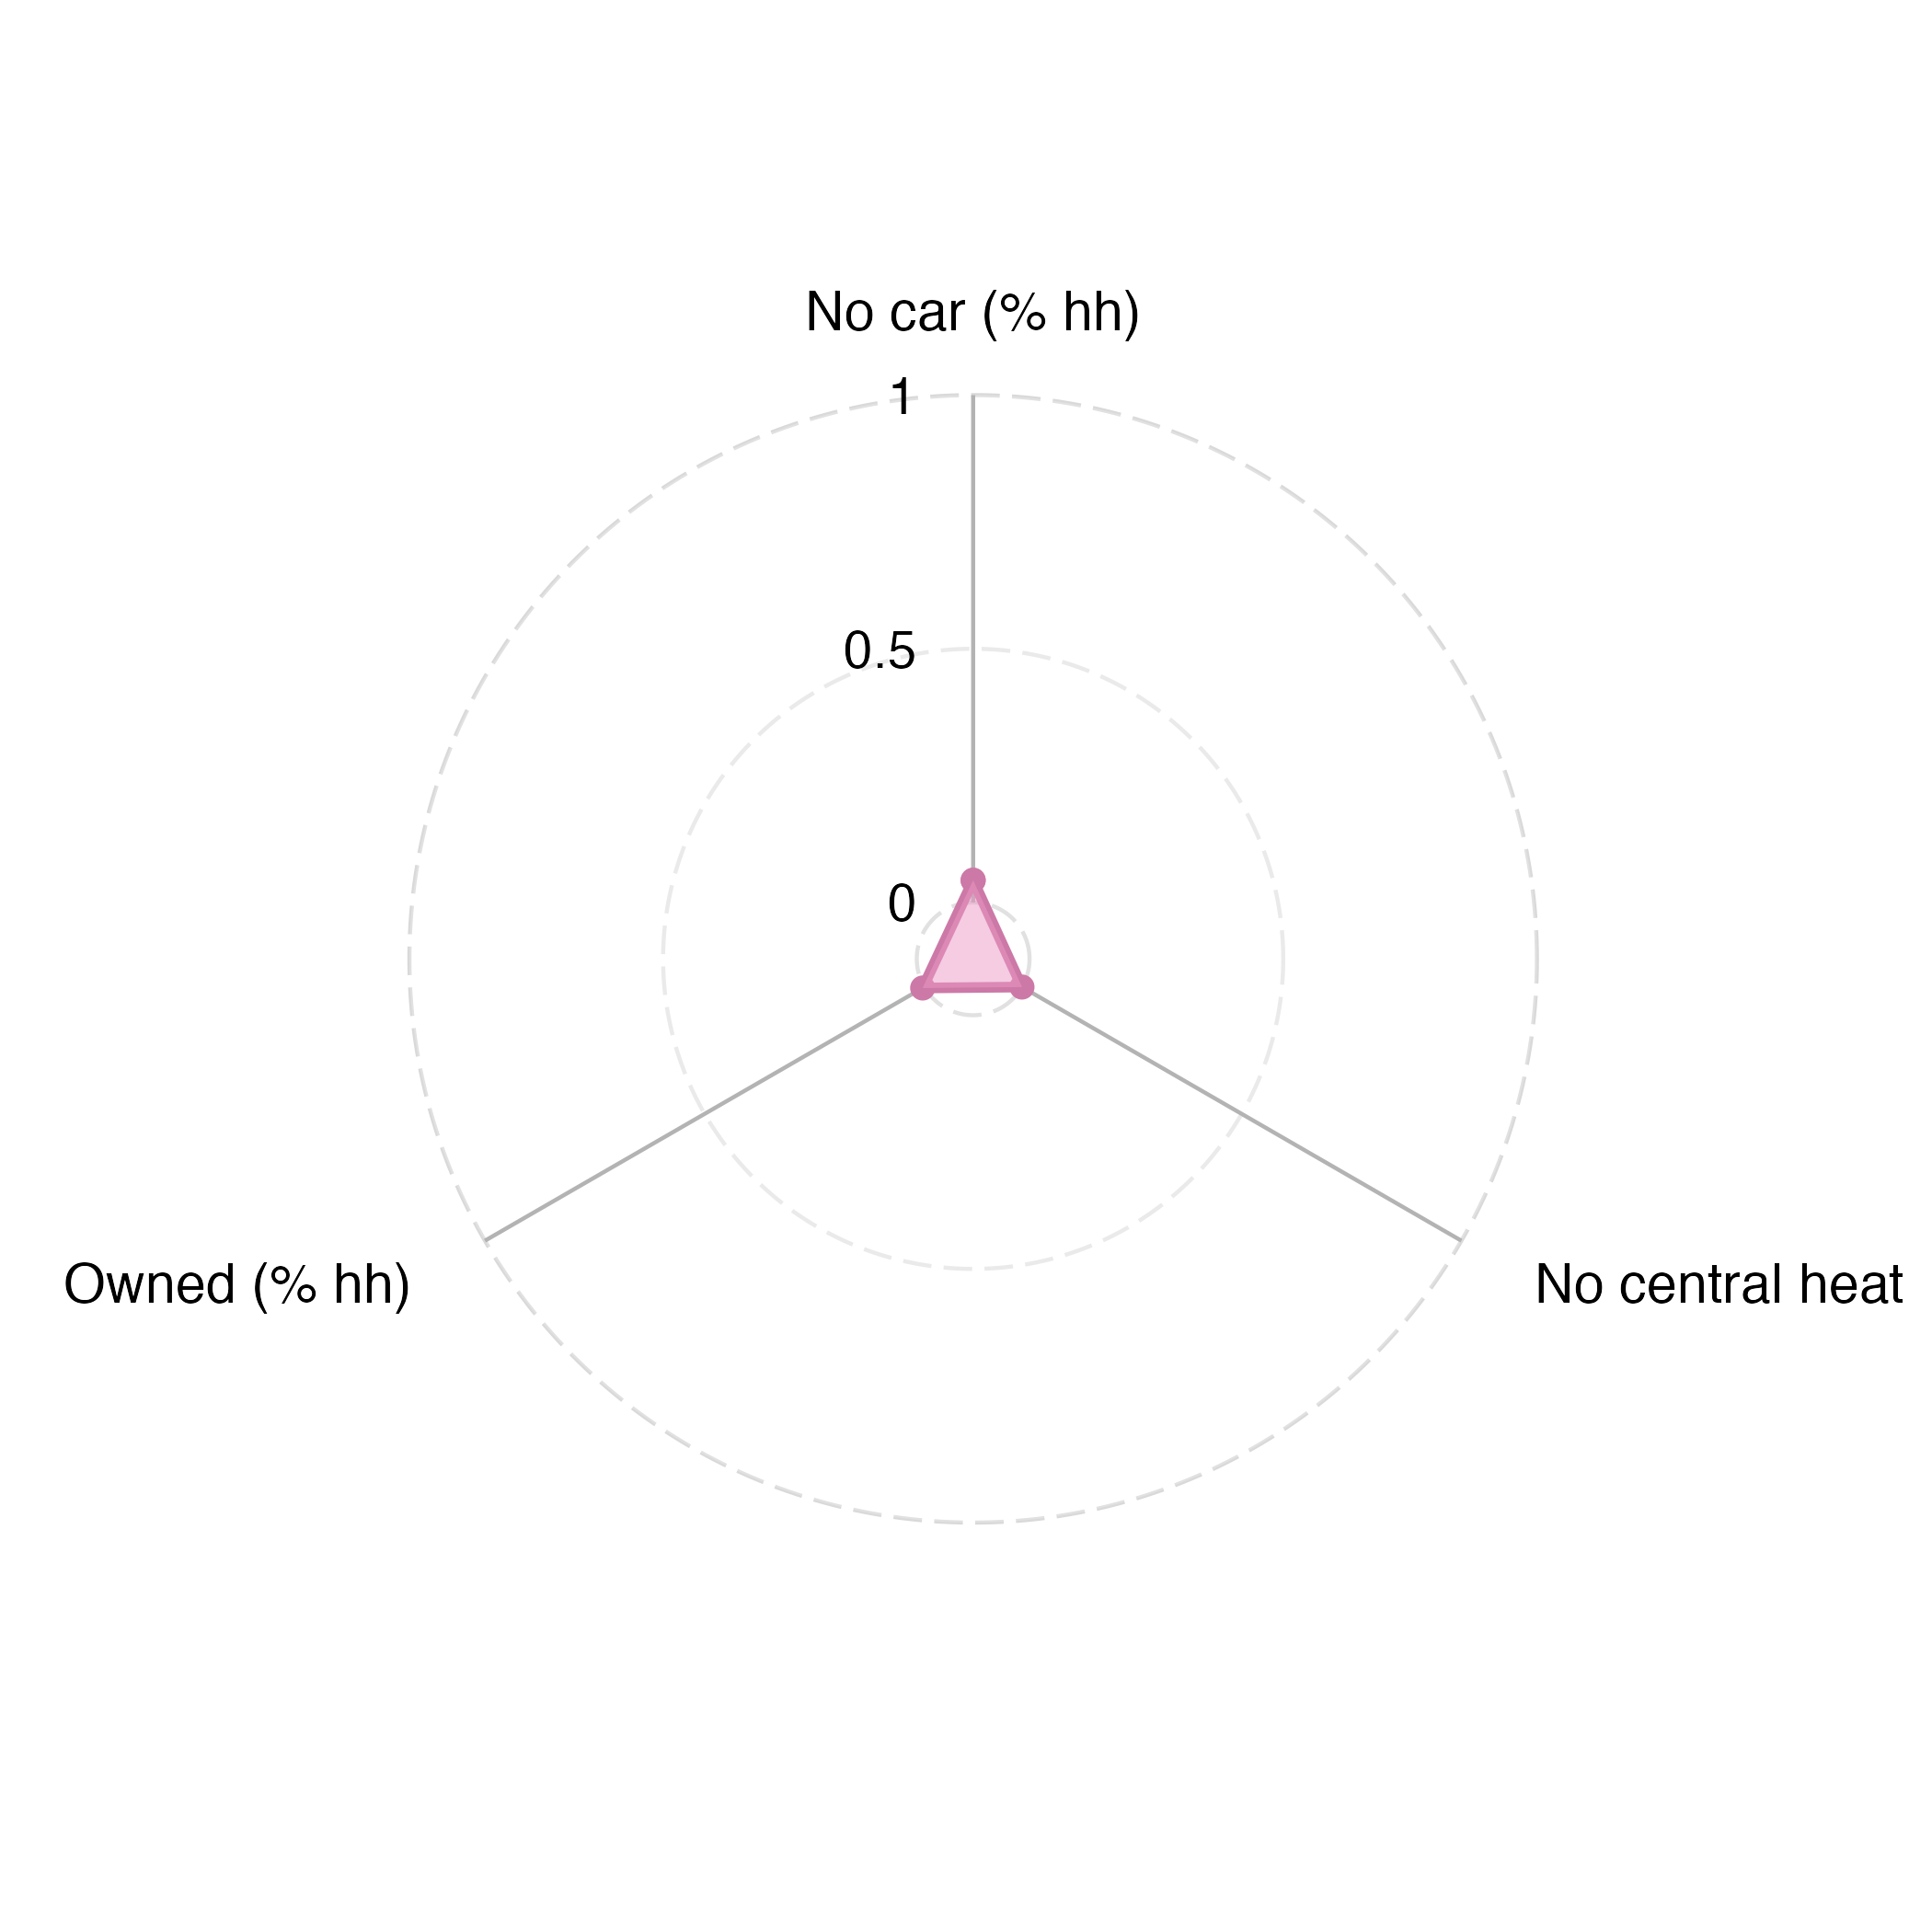 No car (% hh)
1
0.5
0
Owned (% hh)
No central heat